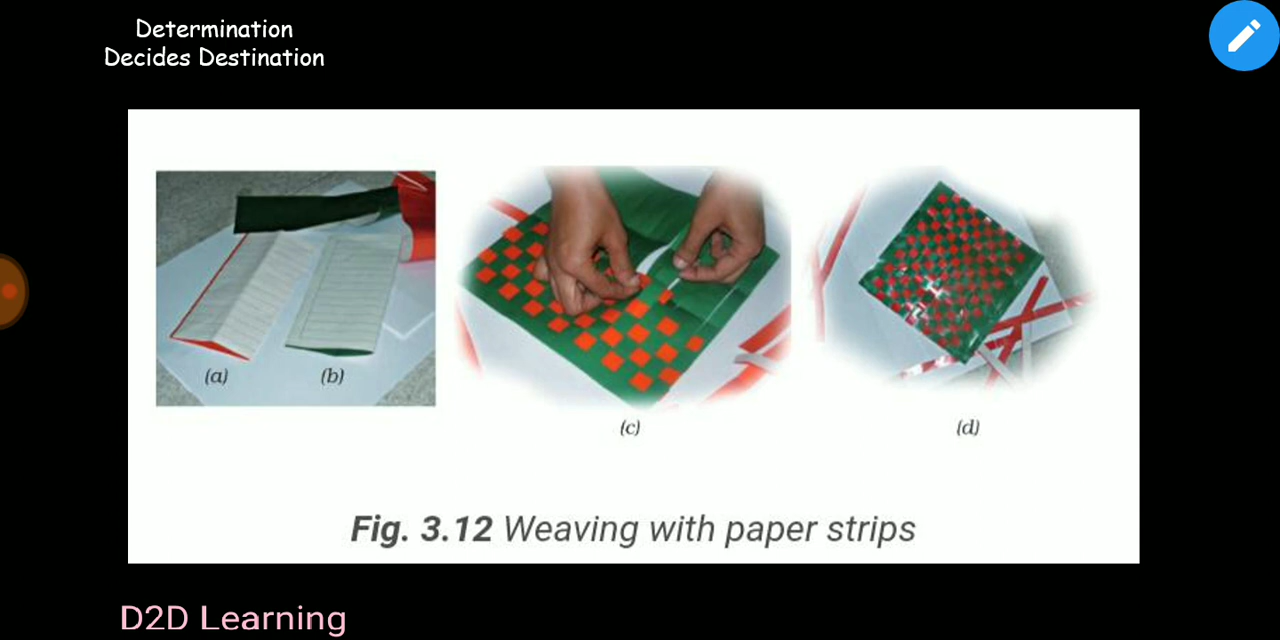 Determination
Decides Destination
(a)
(b)
(c)
(d)
Fig. 3.12 Weaving with paper strips
D2D Learning